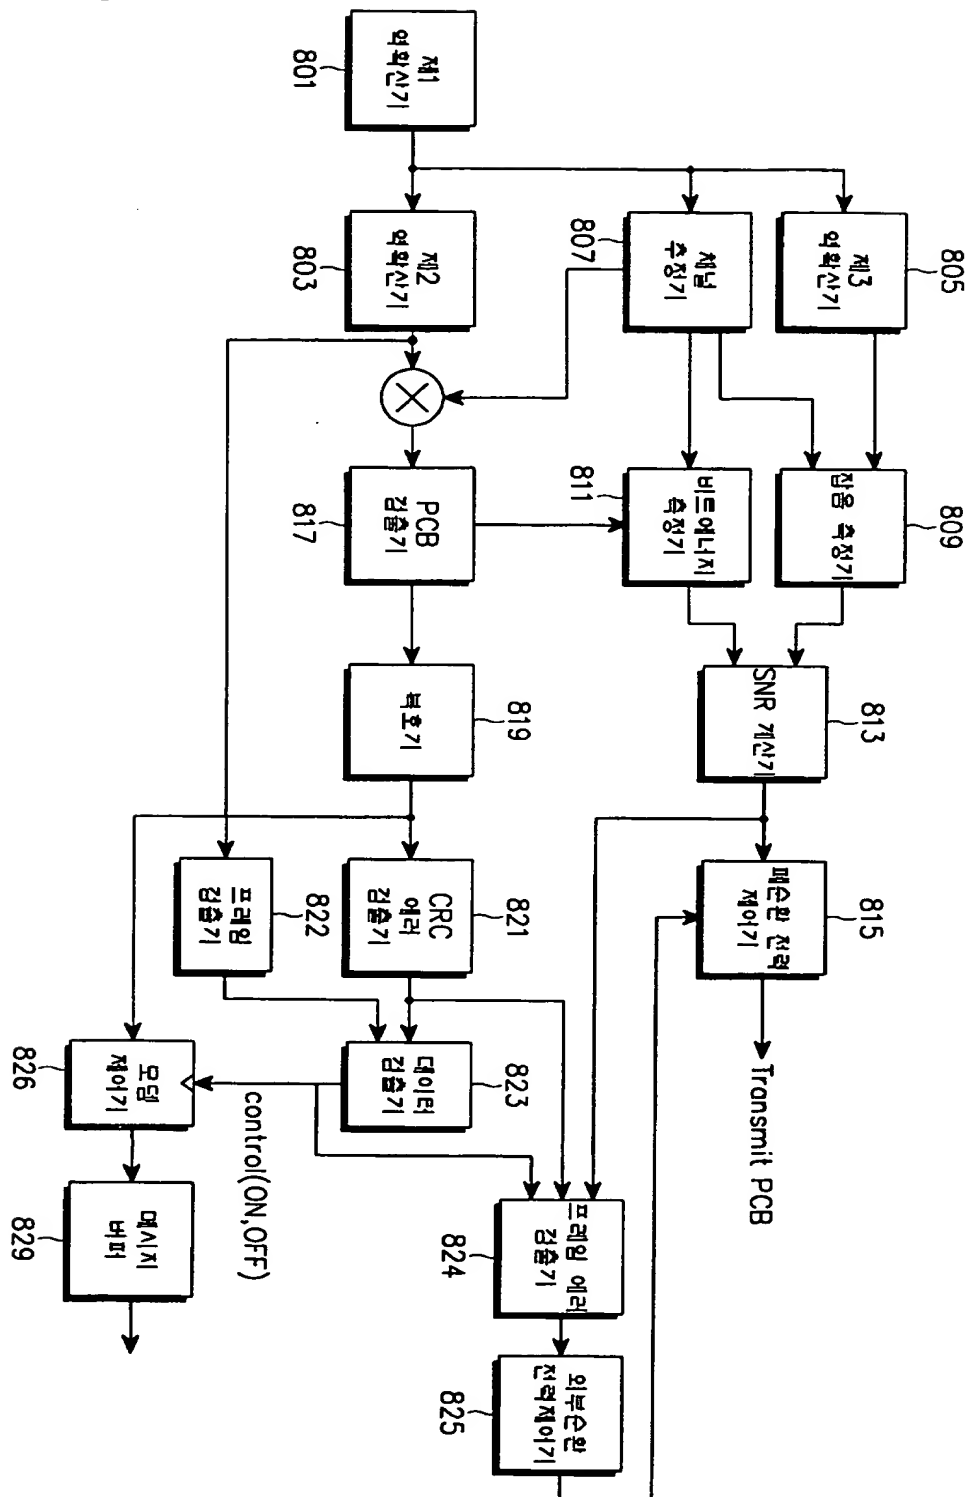 제1
역확산기
801
제2
역확산기
803
채널
추정기
807
제3
역확산기
805
PCB
검출기
817
비트에너지
측정기
811
잡음 측정기
809
복호기
819
SNR 계산기
813
프레임
검출기
822
CRC
에러
검출기
821
폐순환 전력
제어기
815
Transmit PCB
모뎀
제어기
826
데이터
검출기
823
control(ON,OFF)
메시지
버퍼
829
프레임 에러
검출기
824
외부순환
전력제어기
825